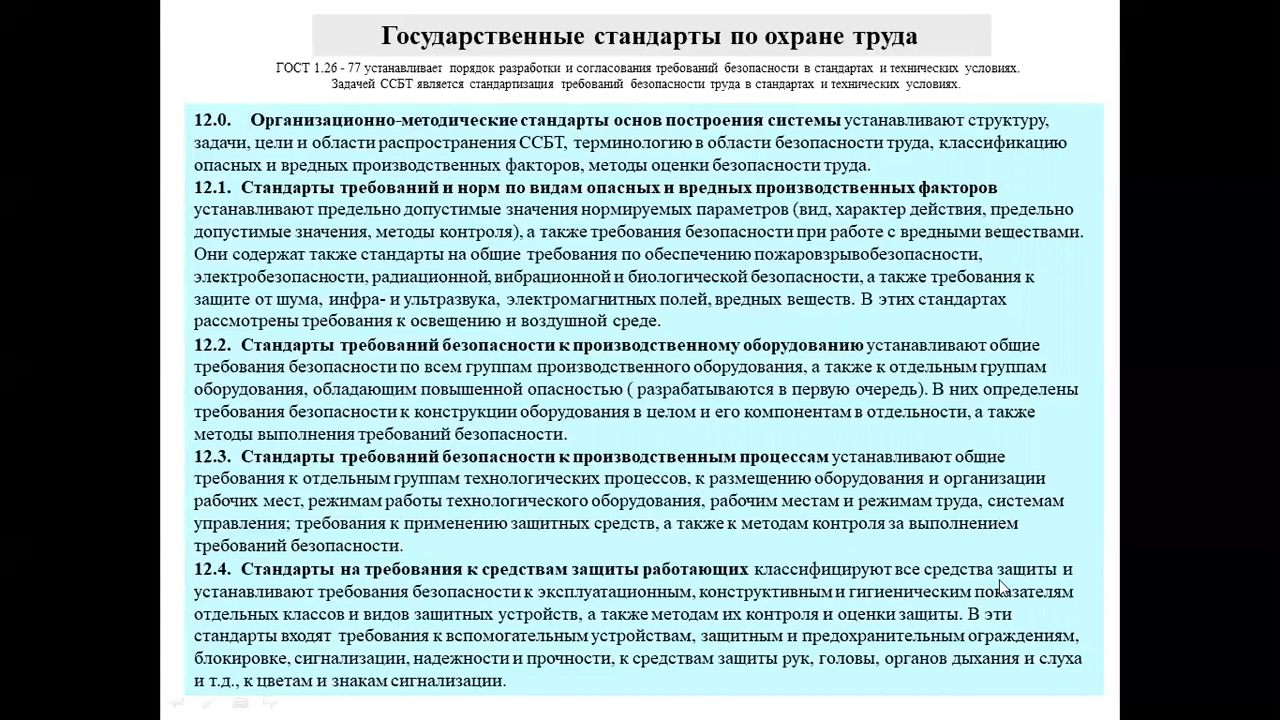 Государственные стандарты по охране труда
ГОСТ 1.26 - 77 устанавливает порядок разработки и согласования требований безопасности в стандартах и технических условиях.
Задачей ССБТ является стандартизация требований безопасности труда в стандартах и технических условиях.
12.0. Организационно-методические стандарты основ построения системы устанавливают структуру,
задачи, цели и области распространения ССБТ, терминологию в области безопасности труда, классификацию
опасных и вредных производственных факторов, методы оценки безопасности труда.
12.1. Стандарты требований и норм по видам опасных и вредных производственных факторов
устанавливают предельно допустимые значения нормируемых параметров (вид, характер действия, предельно
допустимые значения, методы контроля), а также требования безопасности при работе с вредными веществами.
Они содержат также стандарты на общие требования по обеспечению пожаровзрывобезопасности,
электробезопасности, радиационной, вибрационной и биологической безопасности, а также требования к
защите от шума, инфра- и ультразвука, электромагнитных полей, вредных веществ. В этих стандартах
рассмотрены требования к освещению и воздушной среде.
12.2. Стандарты требований безопасности к производственному оборудованию устанавливают общие
требования безопасности по всем группам производственного оборудования, а также к отдельным группам
оборудования, обладающим повышенной опасностью ( разрабатываются в первую очередь). В них определены
требования безопасности к конструкции оборудования в целом и его компонентам в отдельности, а также
методы выполнения требований безопасности.
12.3. Стандарты требований безопасности к производственным процессам устанавливают общие
требования к отдельным группам технологических процессов, к размещению оборудования и организации
рабочих мест, режимам работы технологического оборудования, рабочим местам и режимам труда, системам
управления; требования к применению защитных средств, а также к методам контроля за выполнением
требований безопасности.
12.4. Стандарты на требования к средствам защиты работающих классифицируют все средства защиты и
устанавливают требования безопасности к эксплуатационным, конструктивным и гигиеническим показателям
отдельных классов и видов защитных устройств, а также методам их контроля и оценки защиты. В эти
стандарты входят требования к вспомогательным устройствам, защитным и предохранительным ограждениям,
блокировке, сигнализации, надежности и прочности, к средствам защиты рук, головы, органов дыхания и слуха
и т.д., к цветам и знакам сигнализации.